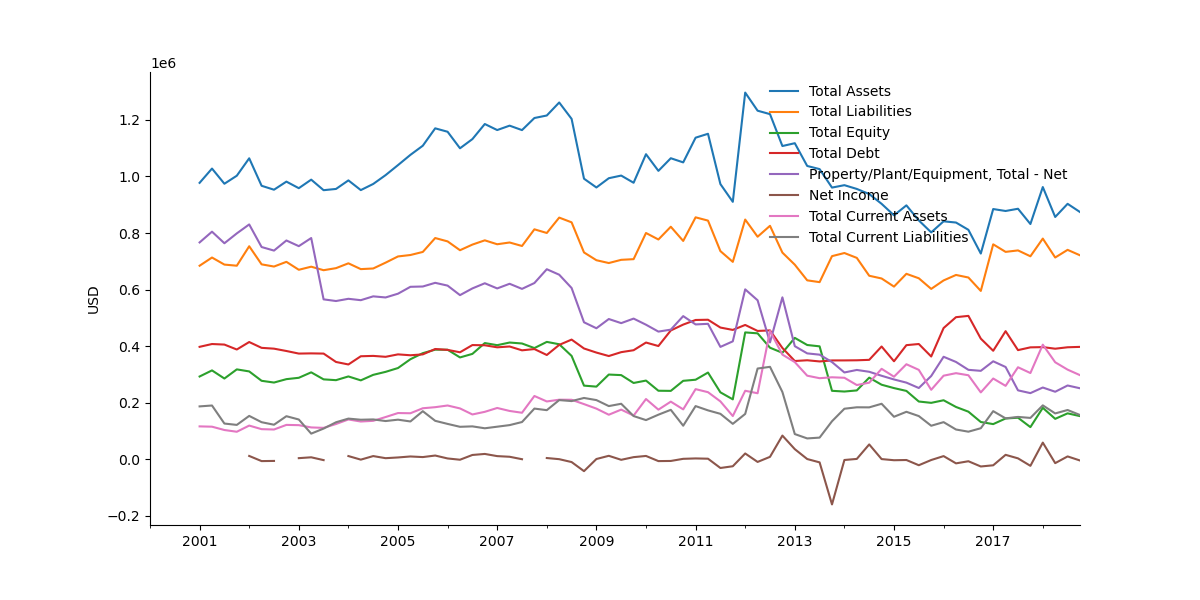 1e6
Total Assets
Total Liabilities
Total Equity
Total Debt
Property/Plant/Equipment, Total - Net
Net Income
Total Current Assets
Total Current Liabilities
USD
1.2
1.0
0.8
0.6
0.4
0.2
0.0
−0.2
2001 2003 2005 2007 2009 2011 2013 2015 2017